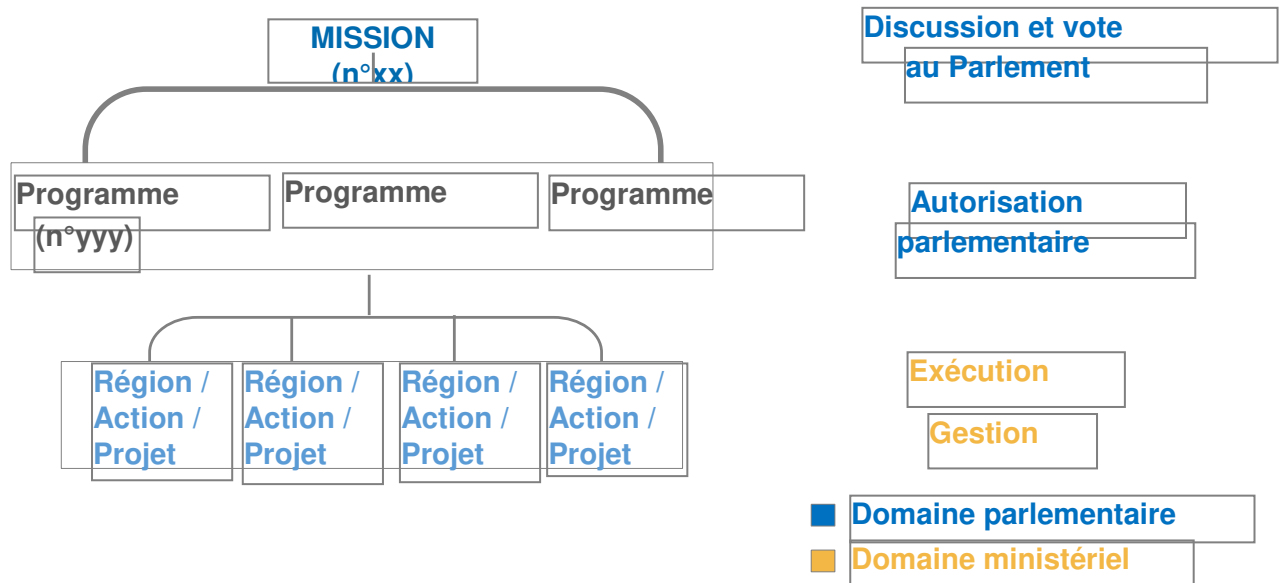 MISSION
(n°xx)
Discussion et vote
au Parlement
Programme
(n°yyy)
Programme
Programme
Autorisation
parlementaire
Région /
Action /
Projet
Région /
Action /
Projet
Région /
Action /
Projet
Région /
Action /
Projet
Exécution
Gestion
Domaine parlementaire
Domaine ministériel